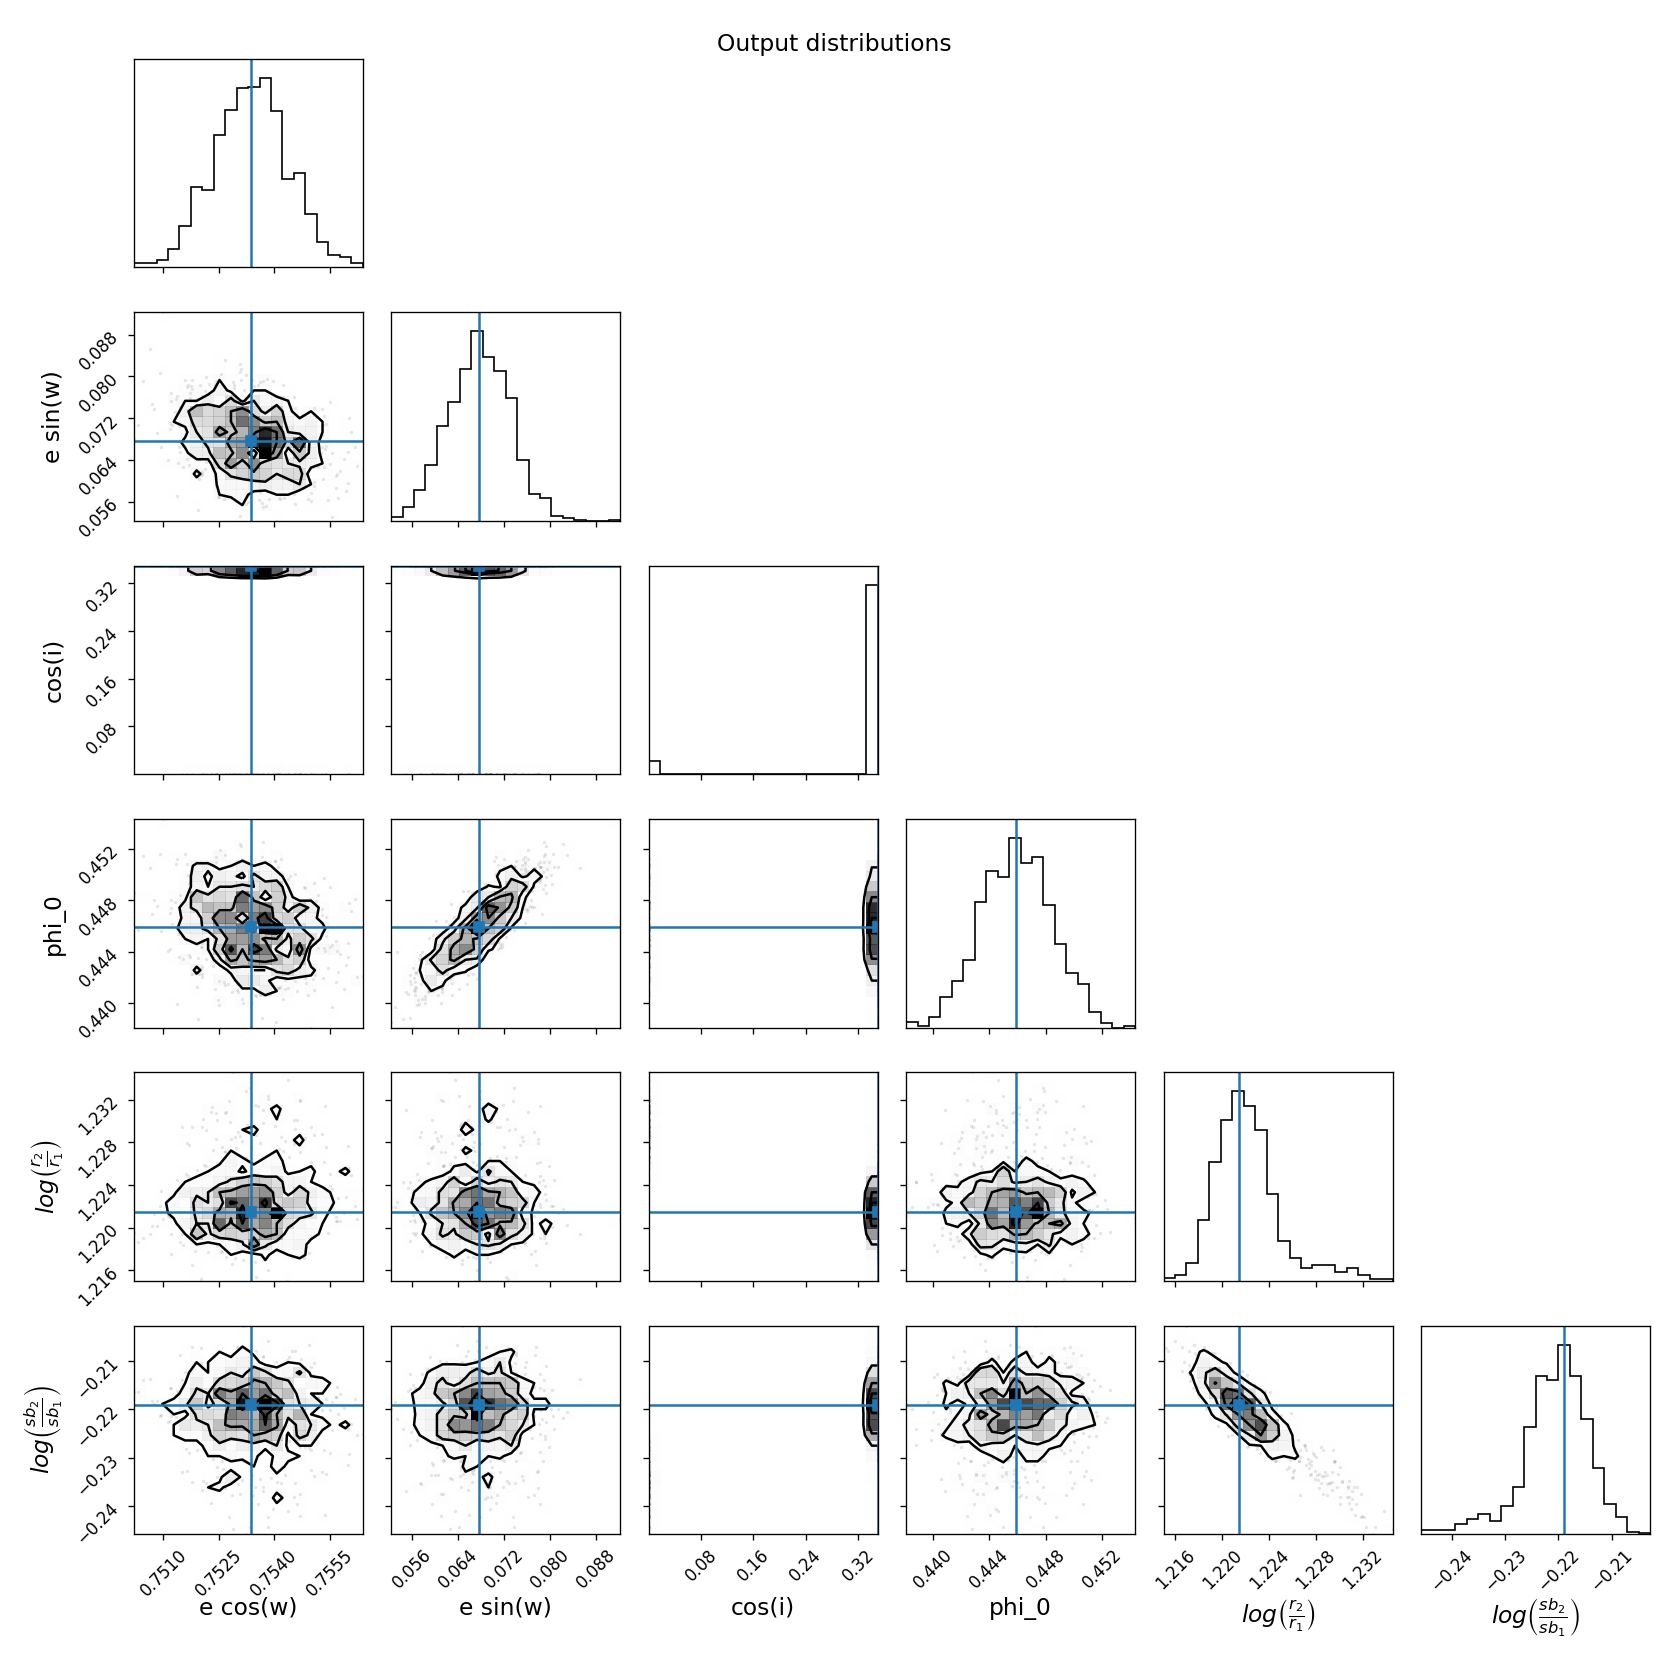 Output distributions
e sin(w)
0.088
0.080
0.072
0.064
0.056
cos(i)
0.32
0.24
0.16
0.08
phi_0
0.452
0.448
0.444
0.440
log(r₂/r₁)
1.232
1.228
1.224
1.220
1.216
log(sb₂/sb₁)
−0.21
−0.22
−0.23
−0.24
0.7510 0.7525 0.7540 0.7555 0.056 0.064 0.072 0.080 0.088 0.08 0.16 0.24 0.32 0.440 0.444 0.448 0.452 1.216 1.220 1.224 1.228 1.232 −0.24 −0.23 −0.22 −0.21
e cos(w) e sin(w) cos(i) phi_0 log(r₂/r₁) log(sb₂/sb₁)